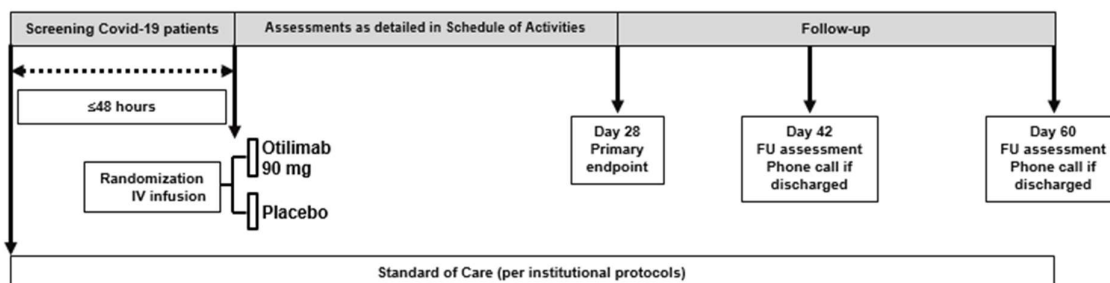 Screening Covid-19 patients
Assessments as detailed in Schedule of Activities
Follow-up
≤48 hours
Randomization
IV infusion
Otilimab
90 mg
Placebo
Day 28
Primary
endpoint
Day 42
FU assessment
Phone call if
discharged
Day 60
FU assessment
Phone call if
discharged
Standard of Care (per institutional protocols)